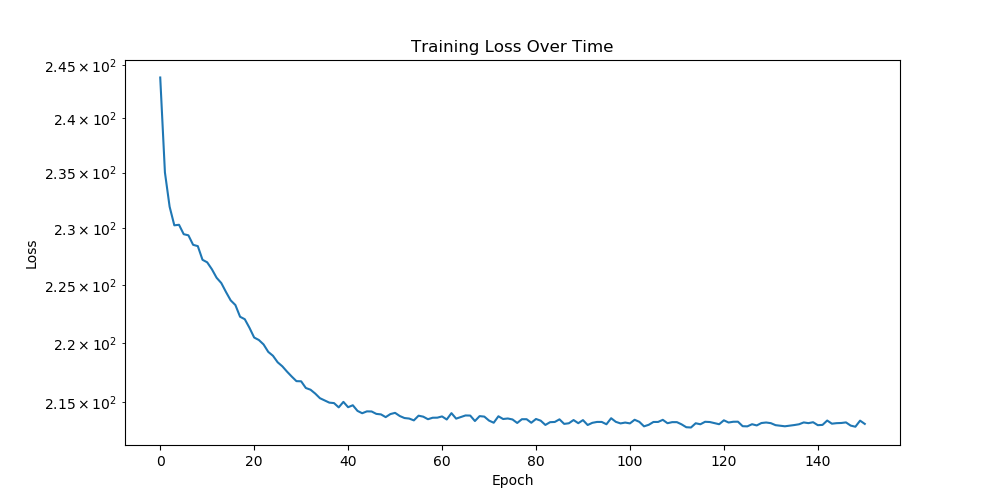 Training Loss Over Time
Loss
2.45 × 10²
2.4 × 10²
2.35 × 10²
2.3 × 10²
2.25 × 10²
2.2 × 10²
2.15 × 10²
0 20 40 60 80 100 120 140
Epoch